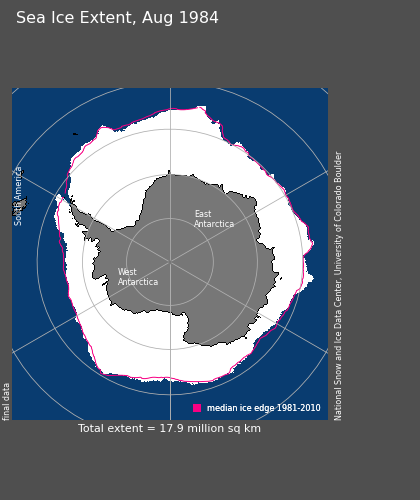 Sea Ice Extent, Aug 1984
South America
East
Antarctica
West
Antarctica
National Snow and Ice Data Center, University of Colorado Boulder
final data
median ice edge 1981-2010
Total extent = 17.9 million sq km